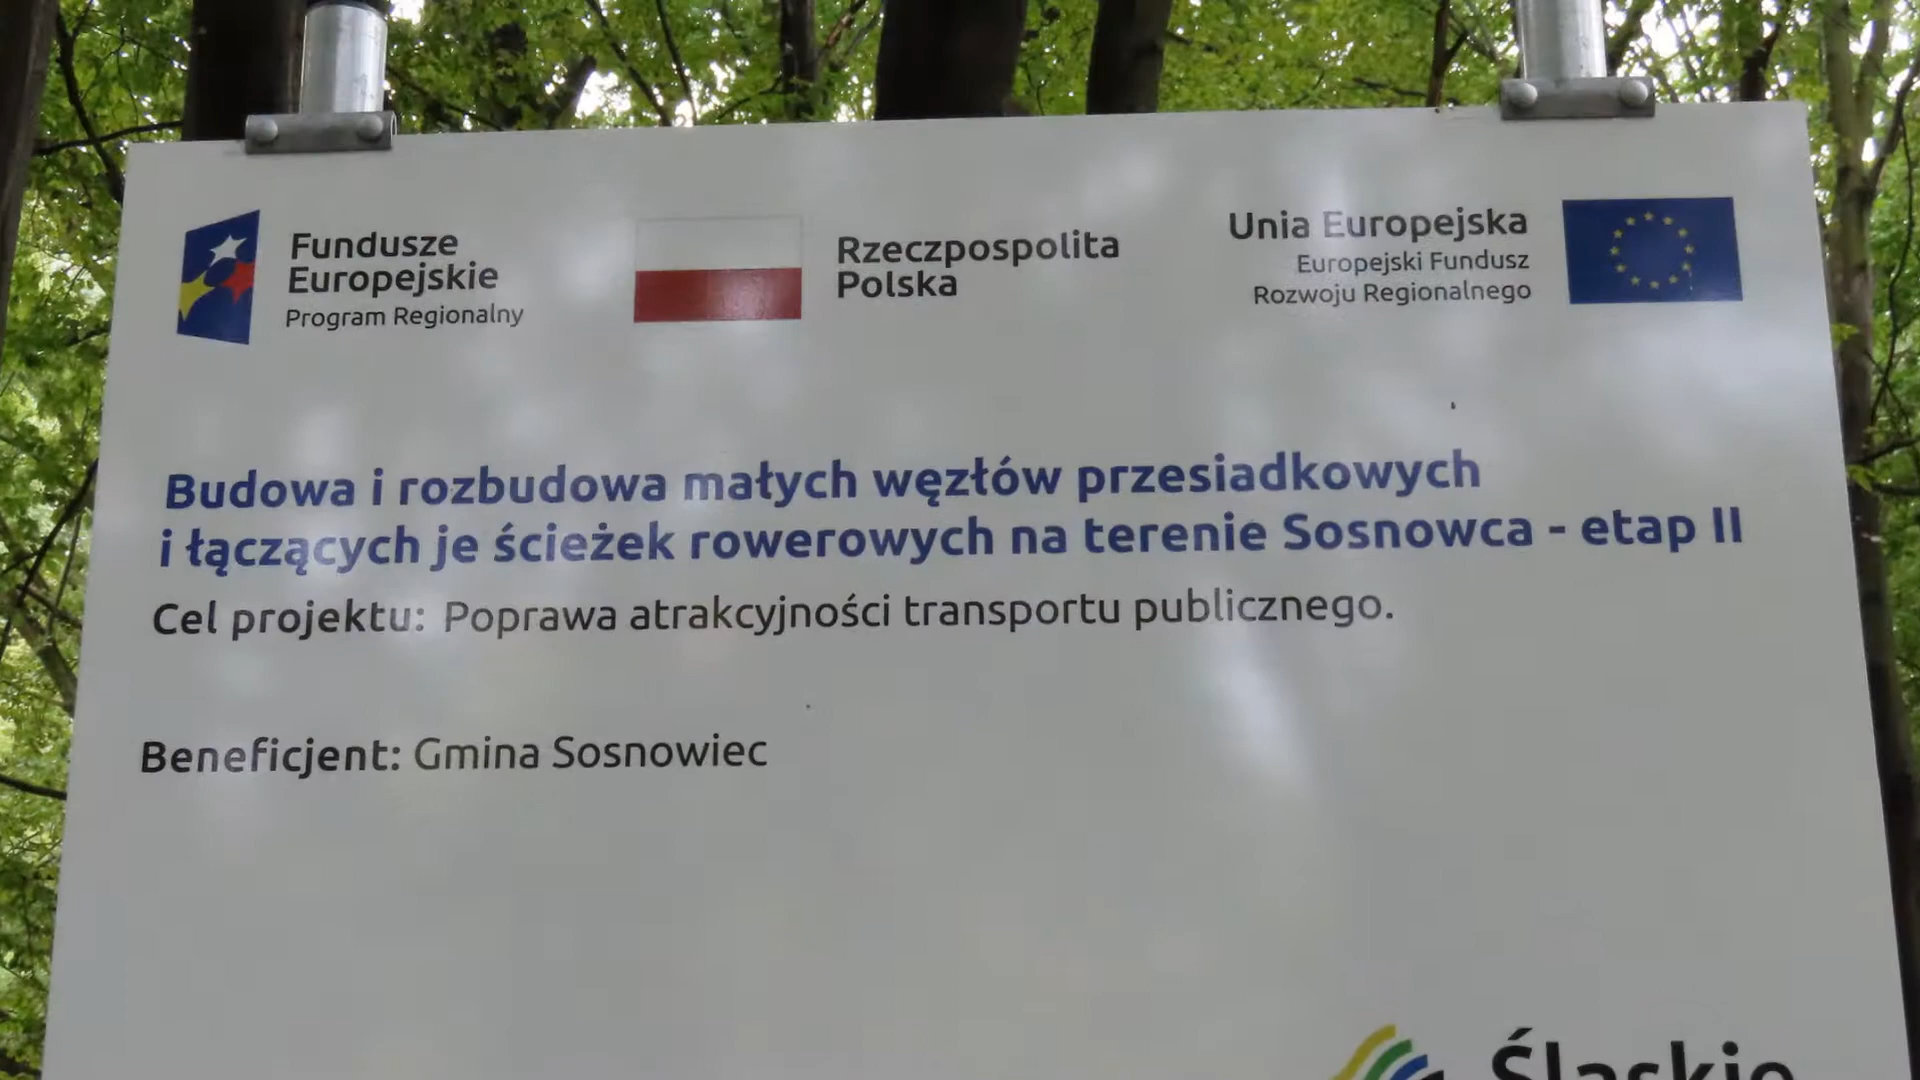 Fundusze
Europejskie
Program Regionalny
Rzeczpospolita
Polska
Unia Europejska
Europejski Fundusz
Rozwoju Regionalnego
Budowa i rozbudowa małych węzłów przesiadkowych
i łączących je ścieżek rowerowych na terenie Sosnowca - etap II
Cel projektu: Poprawa atrakcyjności transportu publicznego.
Beneficjent: Gmina Sosnowiec
Śląskie